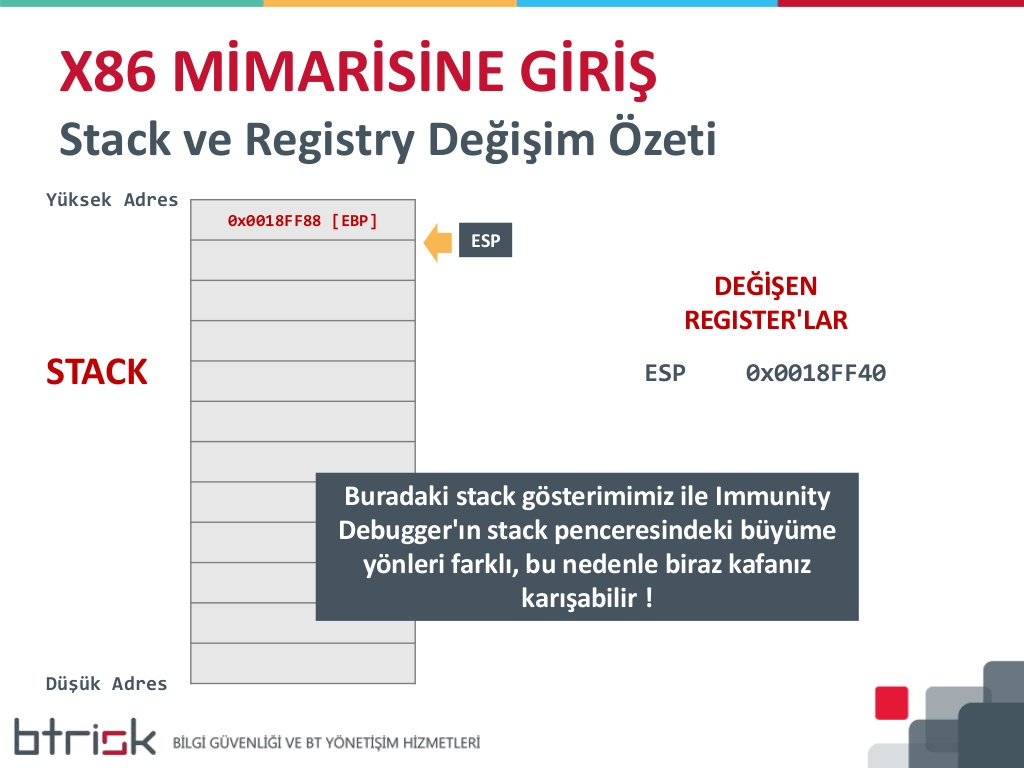 X86 MİMARİSİNE GİRİŞ
Stack ve Registry Değişim Özeti
Yüksek Adres
0x0018FF88 [EBP]
ESP
DEĞİŞEN
REGISTER'LAR
STACK
ESP 0x0018FF40
Buradaki stack gösterimimiz ile Immunity
Debugger'ın stack penceresindeki büyüme
yönleri farklı, bu nedenle biraz kafanız
karışabilir !
Düşük Adres
btrisk BİLGİ GÜVENLİĞİ VE BT YÖNETİŞİM HİZMETLERİ